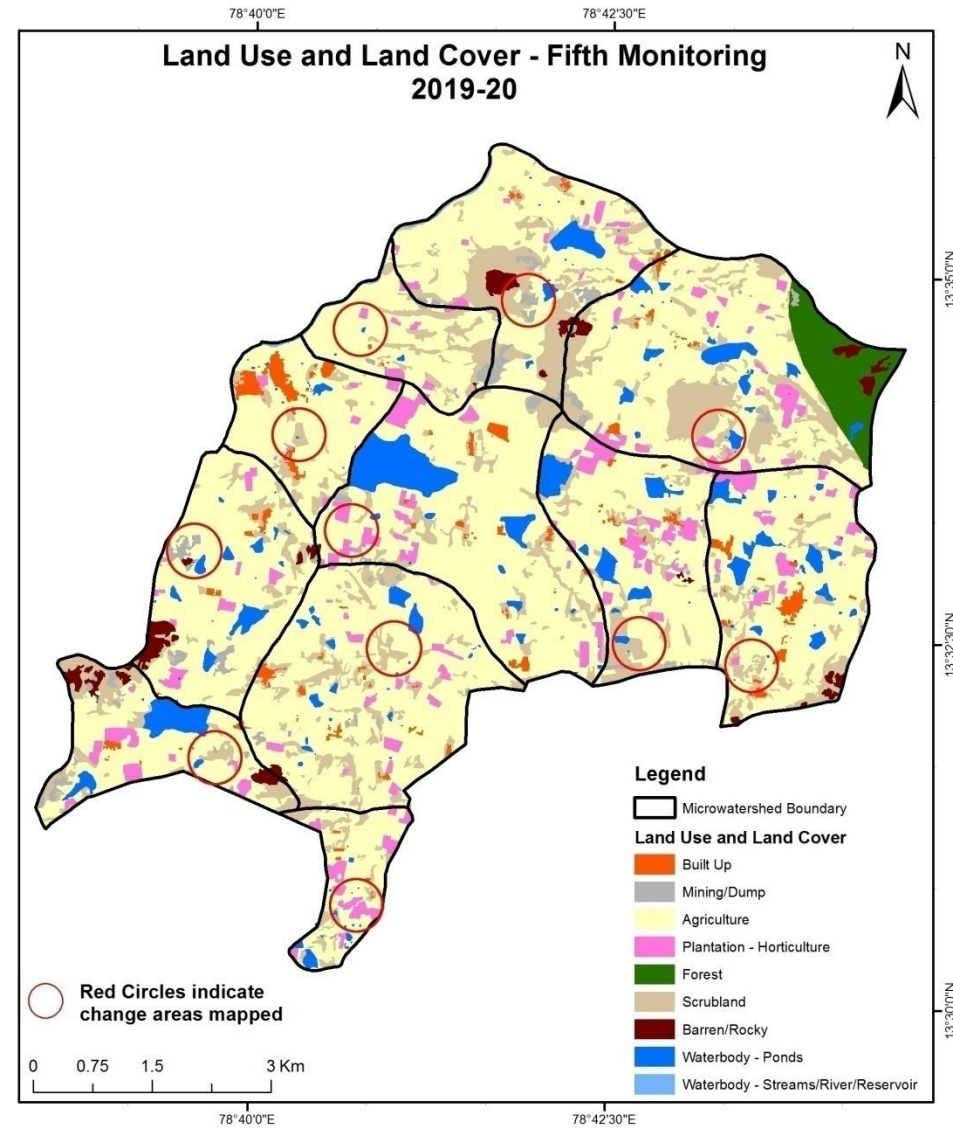 78°40'0"E
78°42'30"E
Land Use and Land Cover - Fifth Monitoring
2019-20
N
13°35'0"N
13°32'30"N
13°30'0"N
Legend
Microwatershed Boundary
Land Use and Land Cover
Built Up
Mining/Dump
Agriculture
Plantation - Horticulture
Forest
Scrubland
Barren/Rocky
Waterbody - Ponds
Waterbody - Streams/River/Reservoir
Red Circles indicate
change areas mapped
0 0.75 1.5 3 Km
78°40'0"E
78°42'30"E